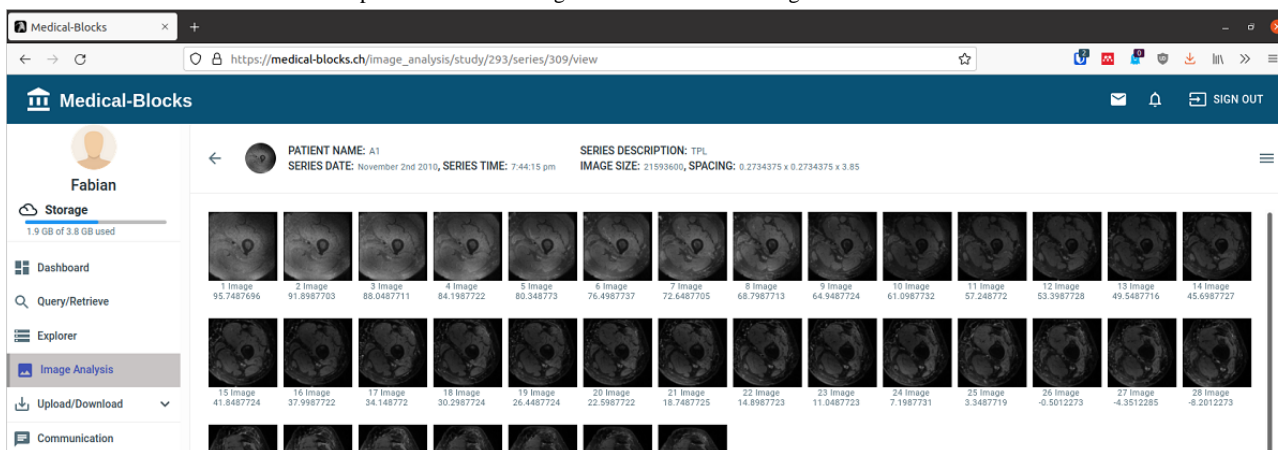 Medical-Blocks
https://medical-blocks.ch/image_analysis/study/293/series/309/view
2
Medical-Blocks
SIGN OUT
Fabian
Storage
1.9 GB of 3.8 GB used
Dashboard
Query/Retrieve
Explorer
Image Analysis
Upload/Download
Communication
PATIENT NAME: A1
SERIES DATE: November 2nd 2010, SERIES TIME: 7:44:15 pm
SERIES DESCRIPTION: TPL
IMAGE SIZE: 21593600, SPACING: 0.2734375 x 0.2734375 x 3.85
1 Image 2 Image 3 Image 4 Image 5 Image 6 Image 7 Image 8 Image 9 Image 10 Image 11 Image 12 Image 13 Image 14 Image
95.7487696 91.8987703 88.0487711 84.1987722 80.348773 76.4987737 72.6487705 68.7987713 64.9487724 61.0987732 57.248772 53.3987728 49.5487716 45.6987727
15 Image 16 Image 17 Image 18 Image 19 Image 20 Image 21 Image 22 Image 23 Image 24 Image 25 Image 26 Image 27 Image 28 Image
41.8487724 37.9987722 34.148772 30.2987724 26.4487724 22.5987722 18.7487725 14.8987723 11.0487723 7.1987731 3.3487719 -0.5012273 -4.3512285 -8.2012273